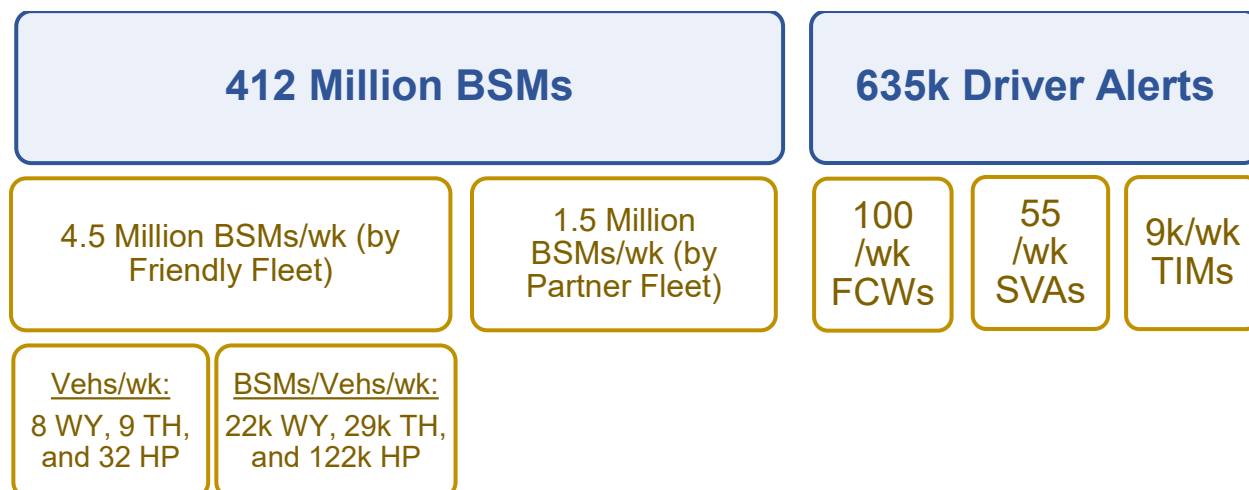 412 Million BSMs
635k Driver Alerts
4.5 Million BSMs/wk (by
Friendly Fleet)
1.5 Million
BSMs/wk (by
Partner Fleet)
100
/wk
FCWs
55
/wk
SVAs
9k/wk
TIMs
Vehs/wk:
8 WY, 9 TH,
and 32 HP
BSMs/Vehs/wk:
22k WY, 29k TH,
and 122k HP